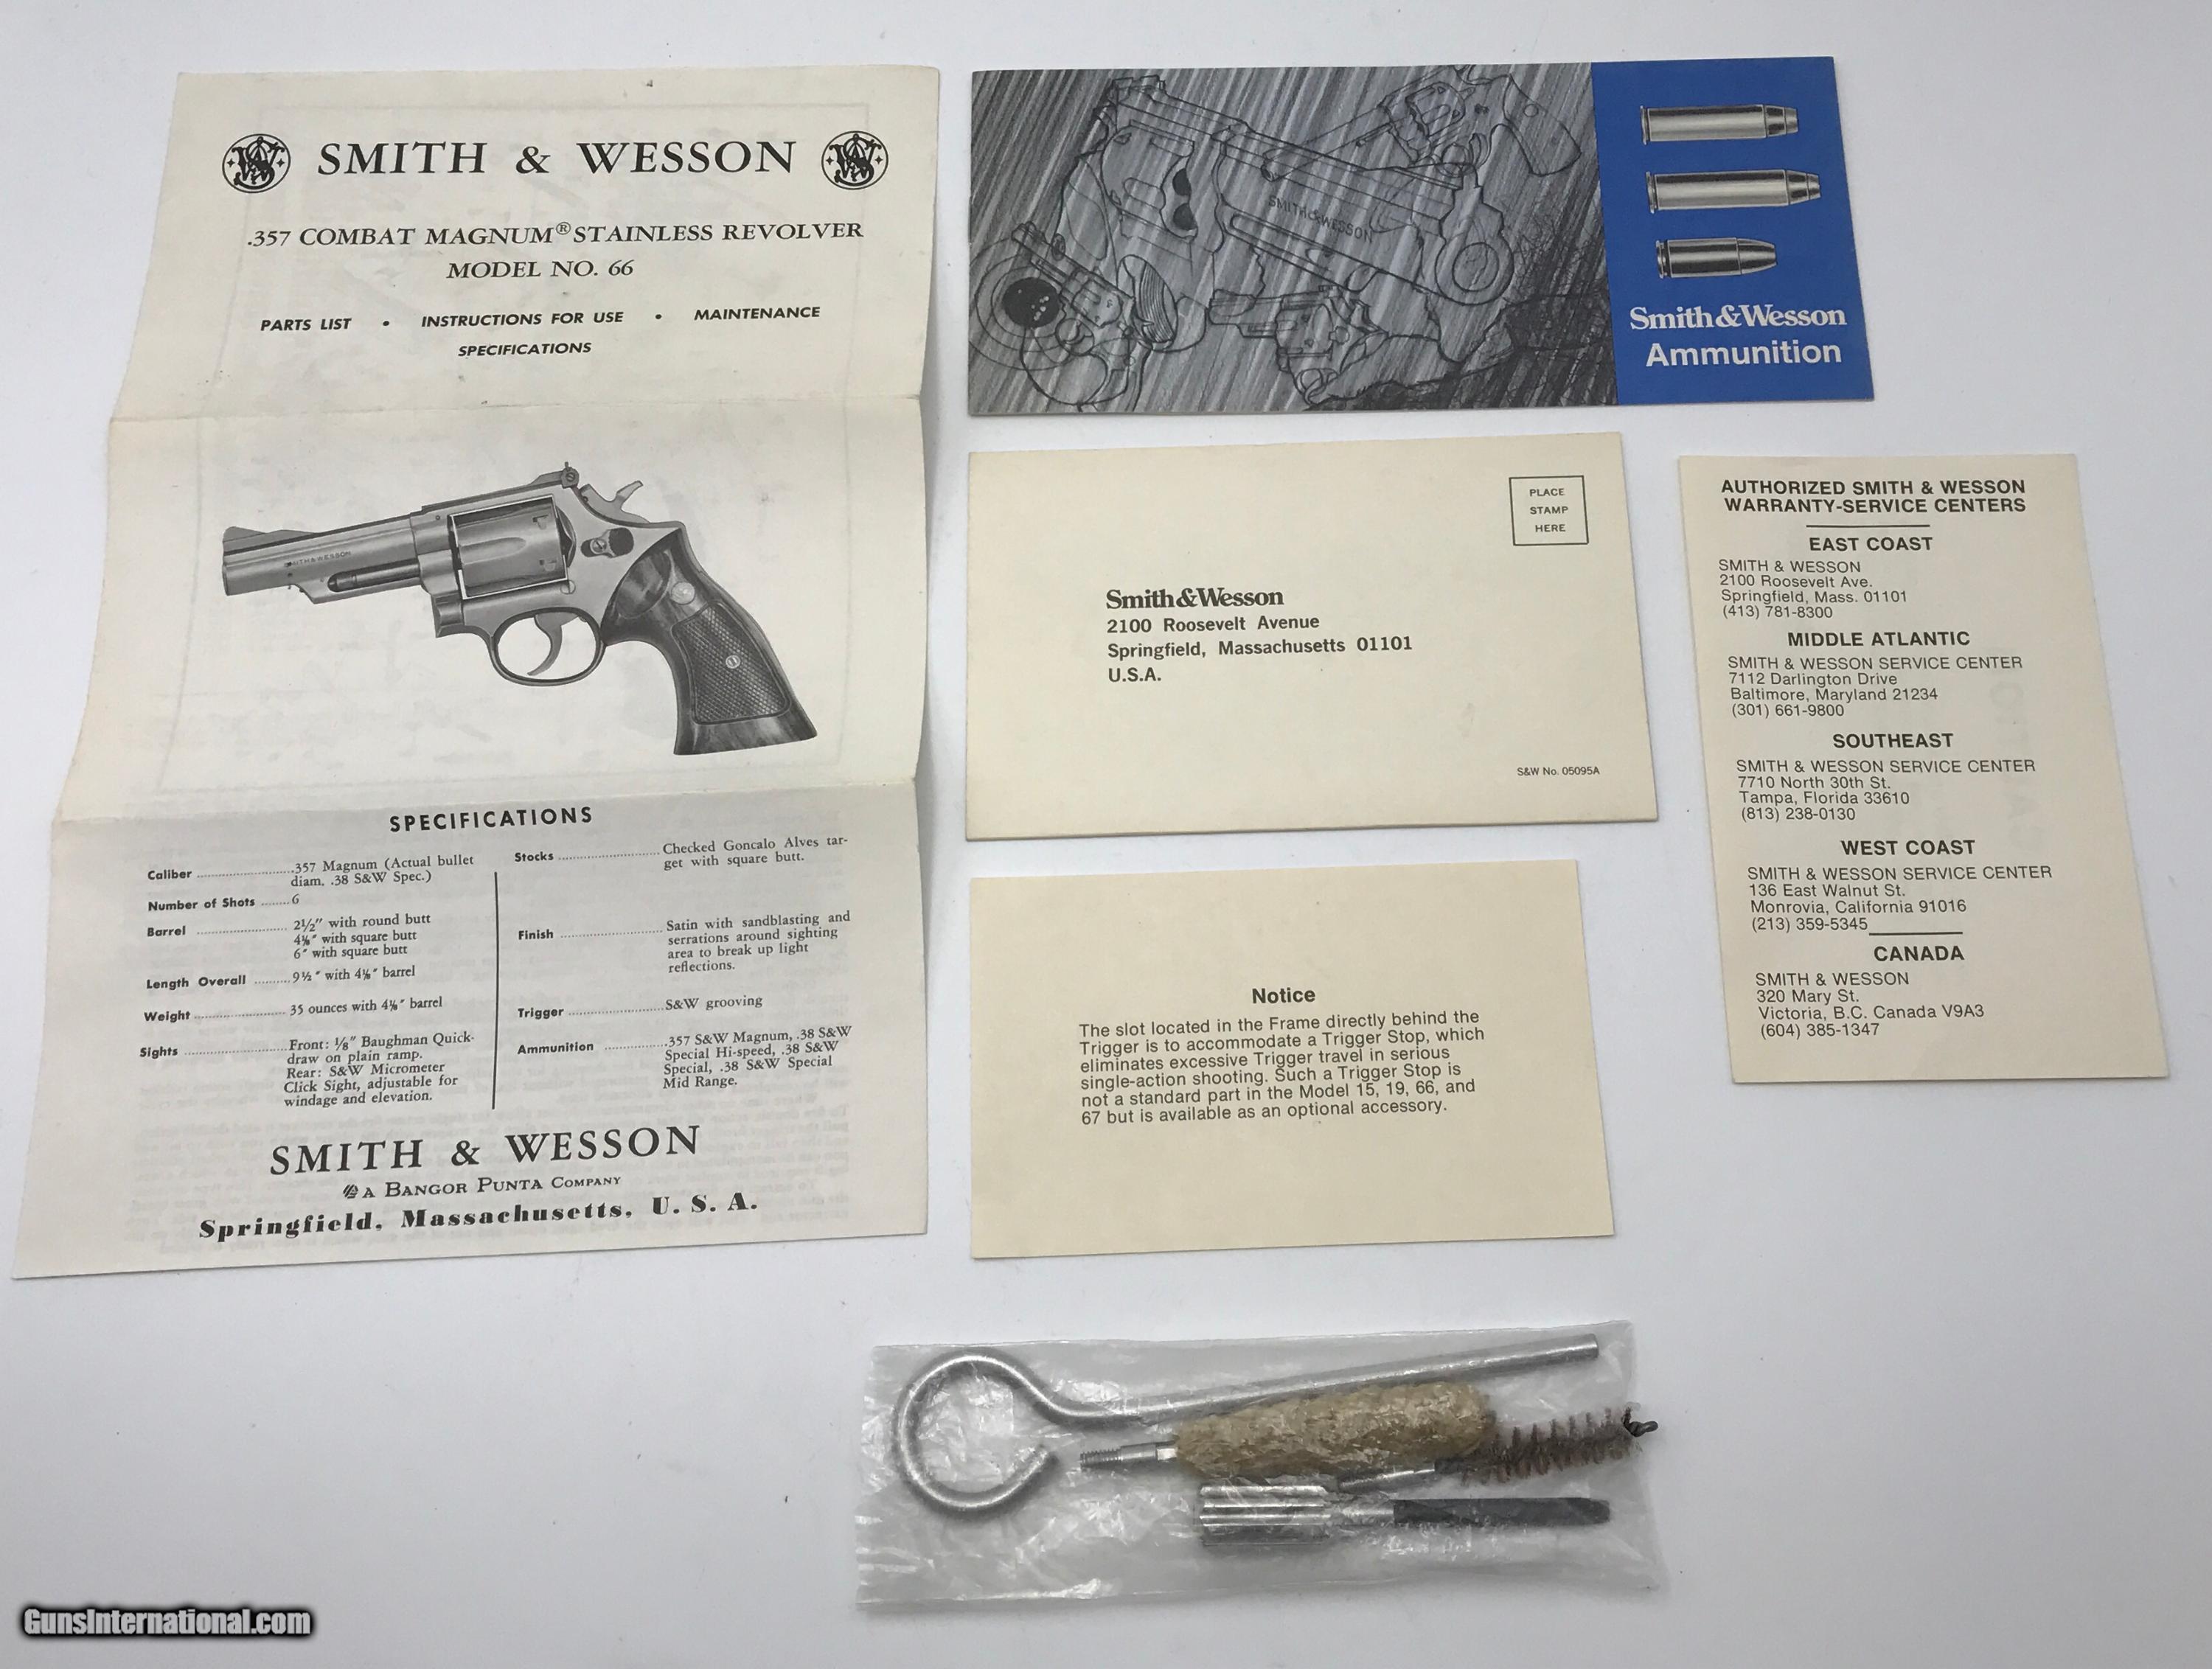 SMITH & WESSON
.357 COMBAT MAGNUM® STAINLESS REVOLVER
MODEL NO. 66
PARTS LIST • INSTRUCTIONS FOR USE • MAINTENANCE
SPECIFICATIONS
SMITH & WESSON
SPECIFICATIONS
Caliber .357 Magnum (Actual bullet
diam. .38 S&W Spec.)
Number of Shots 6
Barrel 2½" with round butt
4⅛" with square butt
6" with square butt
Length Overall 9½" with 4⅛" barrel
Weight 35 ounces with 4⅛" barrel
Sights Front: ⅛" Baughman Quick-
draw on plain ramp.
Rear: S&W Micrometer
Click Sight, adjustable for
windage and elevation.
Stocks Checked Goncalo Alves tar-
get with square butt.
Finish Satin with sandblasting and
serrations around sighting
area to break up light
reflections.
Trigger S&W grooving
Ammunition .357 S&W Magnum, .38 S&W
Special Hi-speed, .38 S&W
Special, .38 S&W Special
Mid Range.
SMITH & WESSON
A BANGOR PUNTA COMPANY
Springfield, Massachusetts, U. S. A.
SMITH & WESSON
Smith & Wesson
Ammunition
PLACE
STAMP
HERE
Smith & Wesson
2100 Roosevelt Avenue
Springfield, Massachusetts 01101
U.S.A.
S&W No. 05095A
Notice
The slot located in the Frame directly behind the
Trigger is to accommodate a Trigger Stop, which
eliminates excessive Trigger travel in serious
single-action shooting. Such a Trigger Stop is
not a standard part in the Model 15, 19, 66, and
67 but is available as an optional accessory.
AUTHORIZED SMITH & WESSON
WARRANTY-SERVICE CENTERS
EAST COAST
SMITH & WESSON
2100 Roosevelt Ave.
Springfield, Mass. 01101
(413) 781-8300
MIDDLE ATLANTIC
SMITH & WESSON SERVICE CENTER
7112 Darlington Drive
Baltimore, Maryland 21234
(301) 661-9800
SOUTHEAST
SMITH & WESSON SERVICE CENTER
7710 North 30th St.
Tampa, Florida 33610
(813) 238-0130
WEST COAST
SMITH & WESSON SERVICE CENTER
136 East Walnut St.
Monrovia, California 91016
(213) 359-5345
CANADA
SMITH & WESSON
320 Mary St.
Victoria, B.C. Canada V9A3
(604) 385-1347
GunsInternational.com